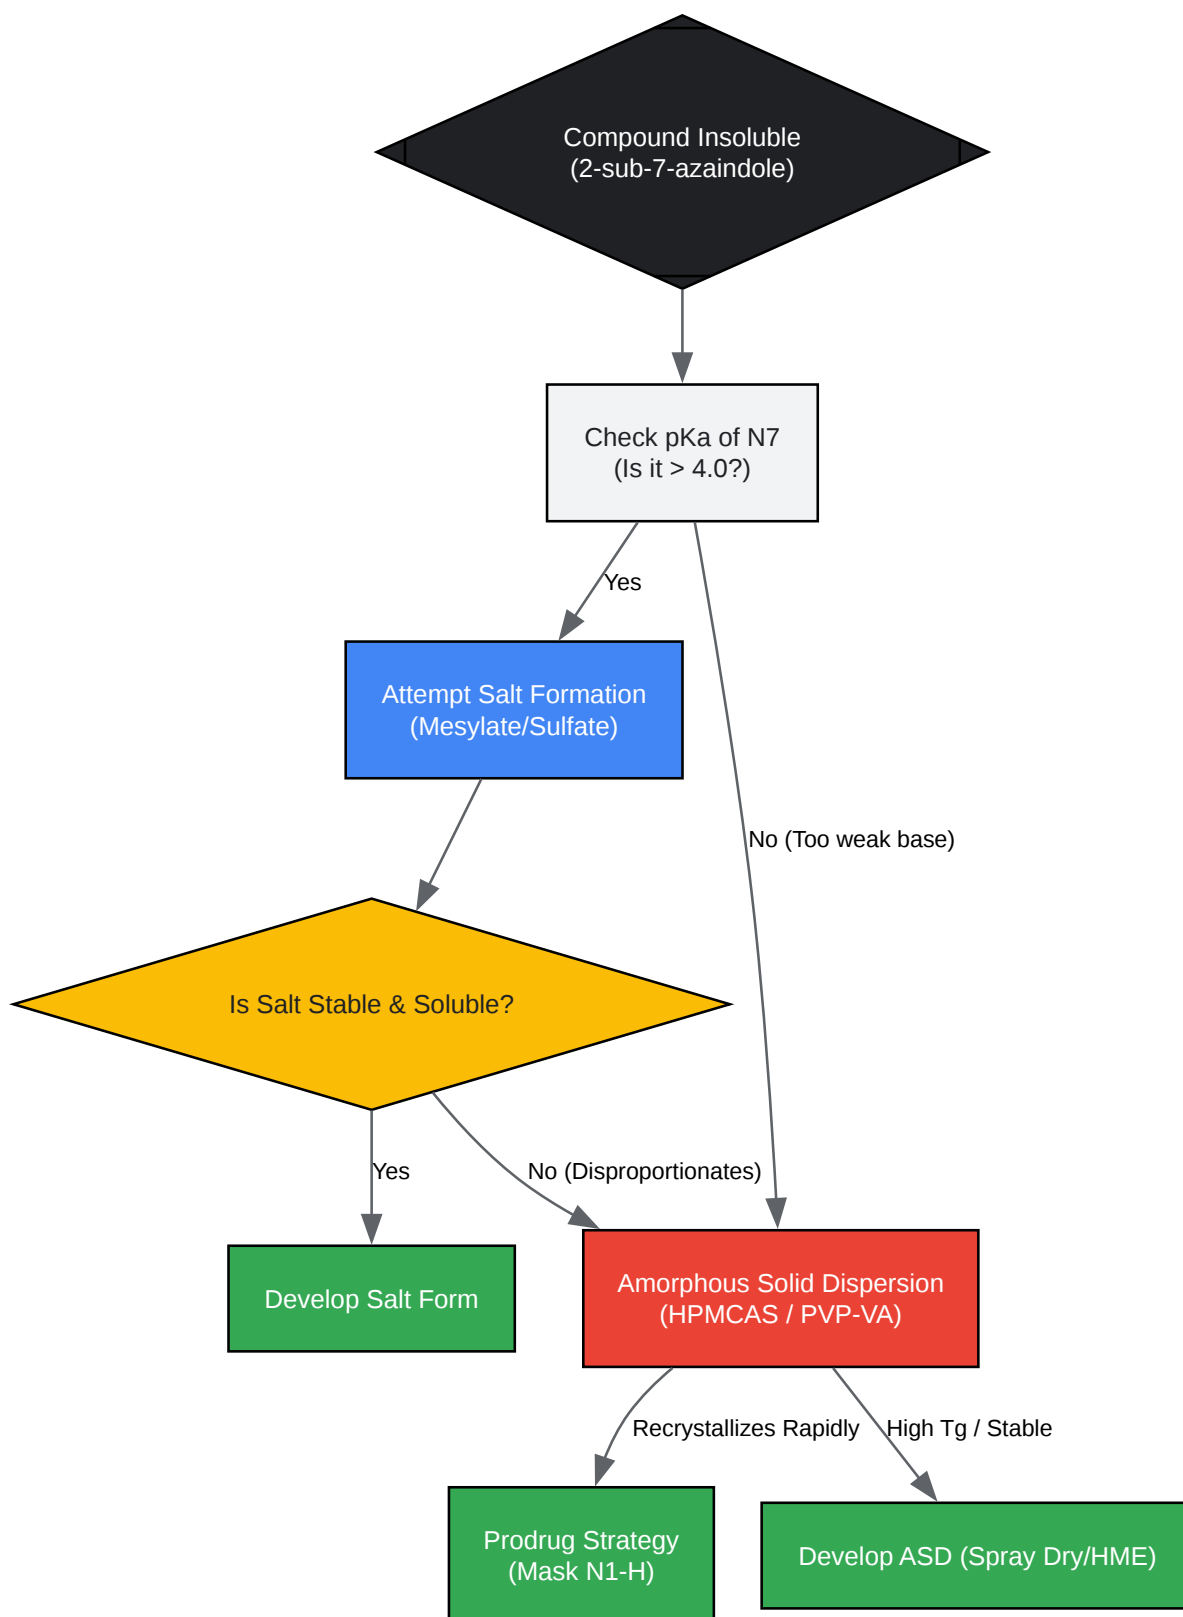 Compound Insoluble
(2-sub-7-azaindole)
Check pKa of N7
(Is it > 4.0?)
Yes
Attempt Salt Formation
(Mesylate/Sulfate)
No (Too weak base)
Is Salt Stable & Soluble?
Yes
No (Disproportionates)
Develop Salt Form
Amorphous Solid Dispersion
(HPMCAS / PVP-VA)
Recrystallizes Rapidly
High Tg / Stable
Prodrug Strategy
(Mask N1-H)
Develop ASD (Spray Dry/HME)